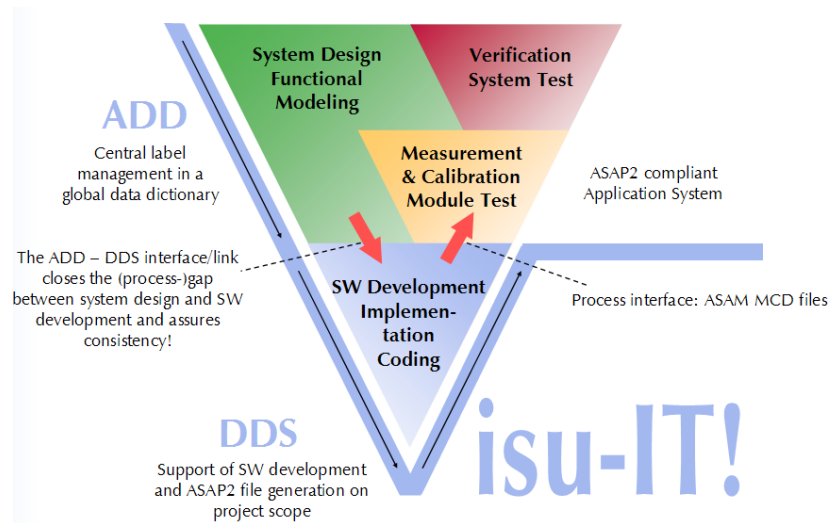 System Design
Functional
Modeling
Verification
System Test
ADD
Central label
management in a
global data dictionary
Measurement
& Calibration
Module Test
ASAP2 compliant
Application System
The ADD – DDS interface/link
closes the (process-)gap
between system design and SW
development and assures
consistency!
SW Development
Implemen-
tation
Coding
Process interface: ASAM MCD files
DDS
Support of SW development
and ASAP2 file generation on
project scope
isu-IT!